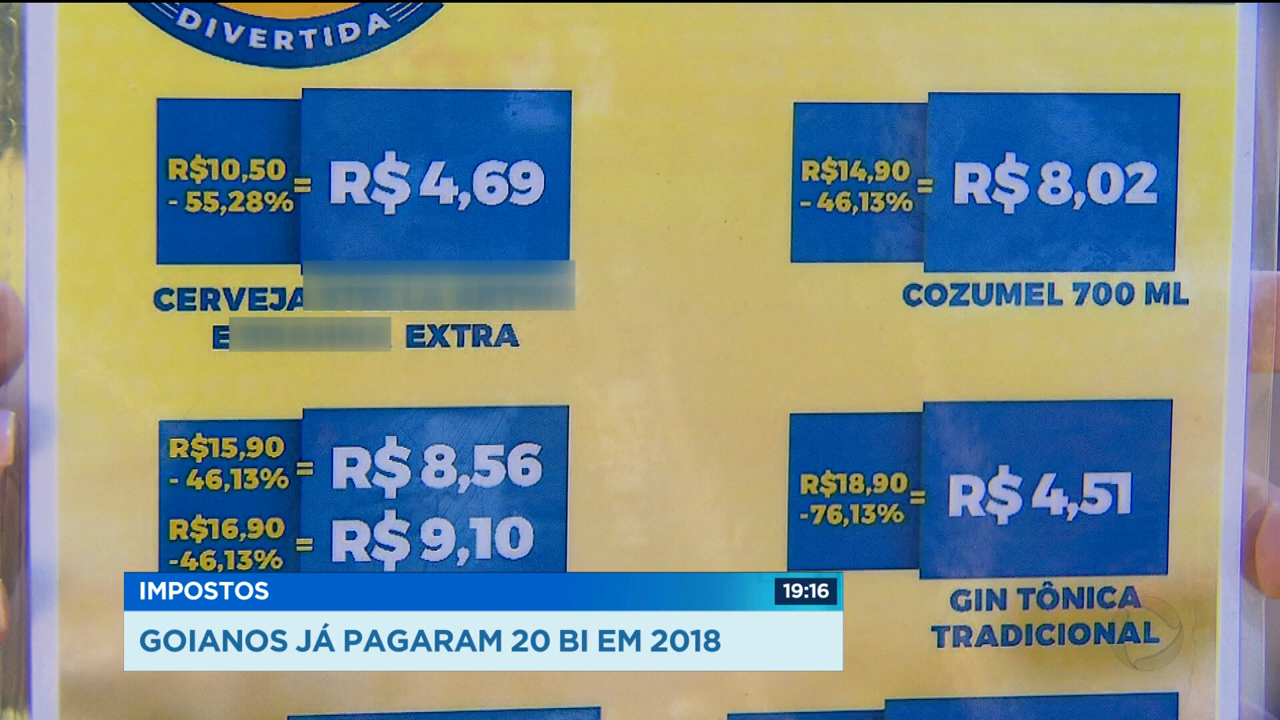 DIVERTIDA
R$10,50
- 55,28%
=
R$4,69
CERVEJA
E
EXTRA
R$14,90
- 46,13%
=
R$8,02
COZUMEL 700 ML
R$15,90
- 46,13%
=
R$8,56
R$16,90
-46,13%
=
R$9,10
R$18,90
-76,13%
=
R$4,51
GIN TÔNICA
TRADICIONAL
IMPOSTOS
19:16
GOIANOS JÁ PAGARAM 20 BI EM 2018